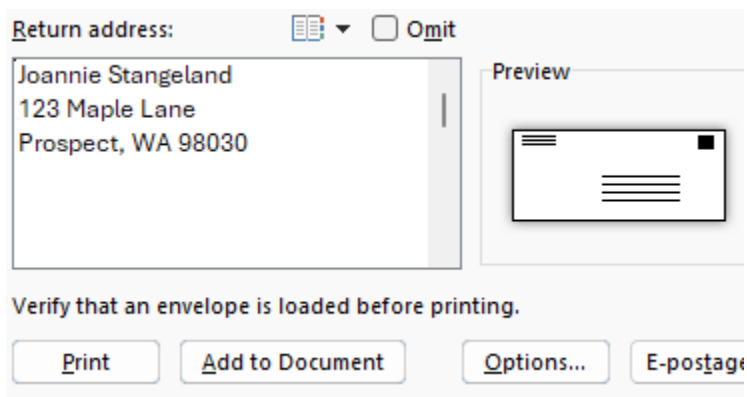 Return address:
Omit
Joannie Stangeland
123 Maple Lane
Prospect, WA 98030
Preview
Verify that an envelope is loaded before printing.
Print
Add to Document
Options...
E-postage